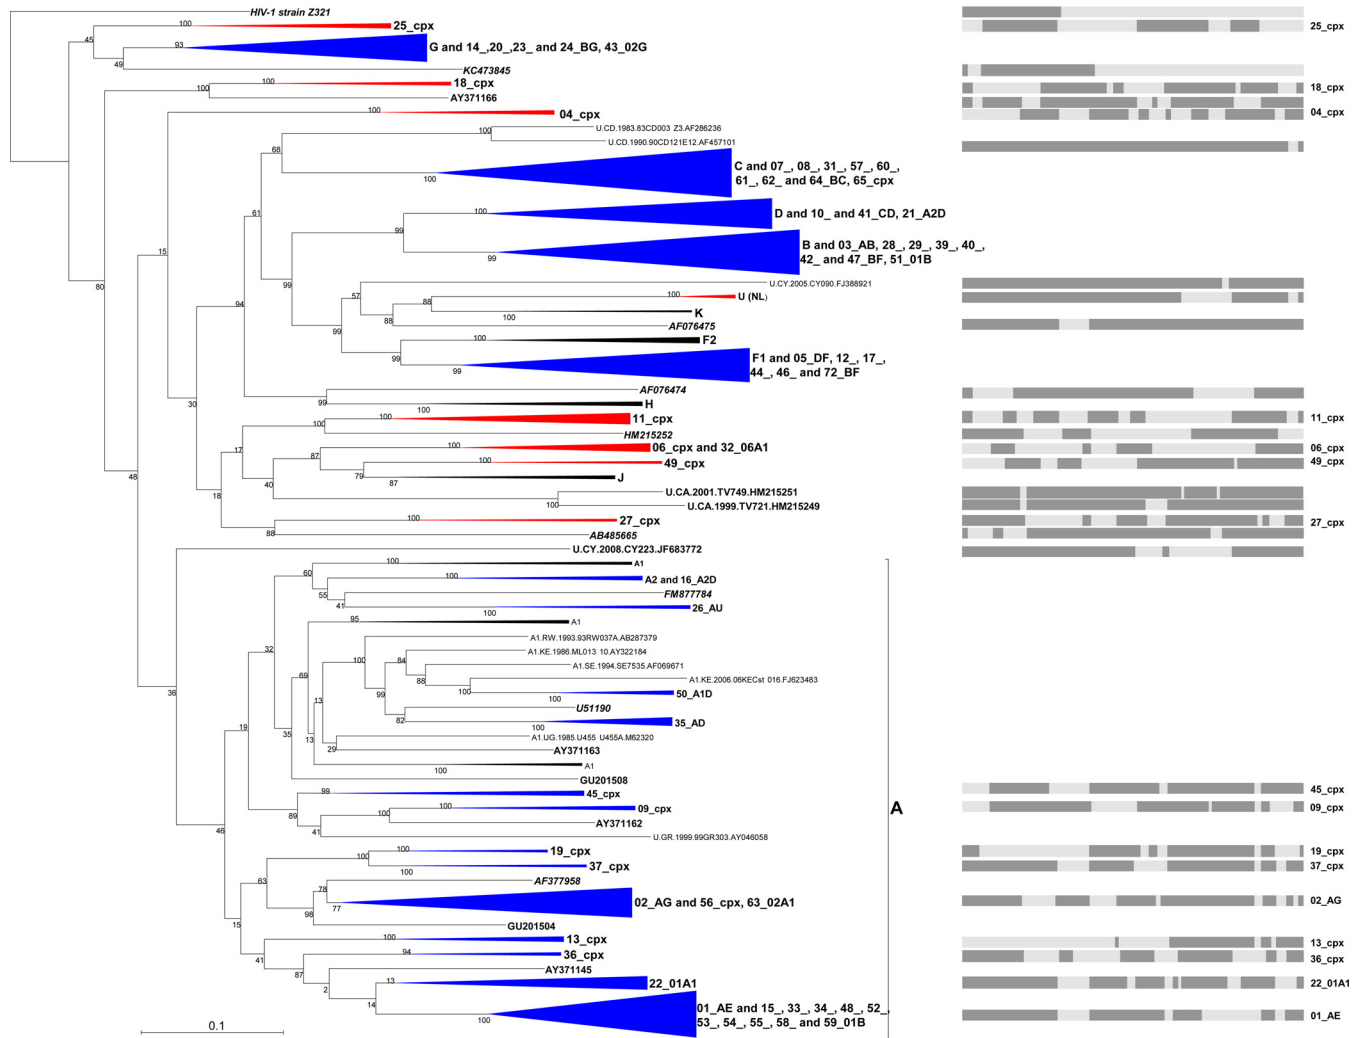 HIV-1 strain Z321
100 25_cpx 25_cpx
45
93 G and 14_,20_,23_ and 24_BG, 43_02G
49
KC473845
100 18_cpx 18_cpx
AY371166
100
100 04_cpx 04_cpx
U.CD.1983.83CD003 Z3.AF286236
100
U.CD.1990.90CD121E12.AF457101
68
C and 07_, 08_, 31_, 57_, 60_,
100 61_, 62_ and 64_BC, 65_cpx
61
100 D and 10_ and 41_CD, 21_A2D
99
B and 03_AB, 28_, 29_, 39_, 40_,
99 42_ and 47_BF, 51_01B
15
80
99
U.CY.2005.CY090.FJ388921
57
100 U (NL)
88
94
100 K
88
AF076475
99
100 F2
99
F1 and 05_DF, 12_, 17_,
99 44_, 46_ and 72_BF
AF076474
30
99 H
100
100 11_cpx 11_cpx
HM215252
17
100 06_cpx and 32_06A1 06_cpx
87
100 49_cpx 49_cpx
48
79 J
87
40
U.CA.2001.TV749.HM215251
18
100 U.CA.1999.TV721.HM215249
100 27_cpx 27_cpx
88 AB485665
U.CY.2008.CY223.JF683772
A1
100
60
100 A2 and 16_A2D
55 FM877784
41 26_AU
100
100
95 A1
A1.RW.1993.93RW037A.AB287379
32
A1.KE.1986.ML013 10.AY322184
100 84
A1.SE.1994.SE7535.AF069671
69
88 A1.KE.2006.06KECst 016.FJ623483
100 50_A1D
36
99
100
13
U51190
82 35_AD
19
100
35 13
A1.UG.1985.U455 U455A.M62320
29 AY371163
A1
100
GU201508
99 45_cpx 45_cpx
100 09_cpx 09_cpx
A
89
AY371162
46
41 U.GR.1999.99GR303.AY046058
100 19_cpx 19_cpx
100
37_cpx 37_cpx
100
63
AF377958
78
77 02_AG and 56_cpx, 63_02A1 02_AG
98
15 GU201504
100 13_cpx 13_cpx
94 36_cpx 36_cpx
41
AY371145
87
13 22_01A1 22_01A1
2
14
01_AE and 15_, 33_, 34_, 48_, 52_,
100 53_, 54_, 55_, 58_ and 59_01B 01_AE
0.1